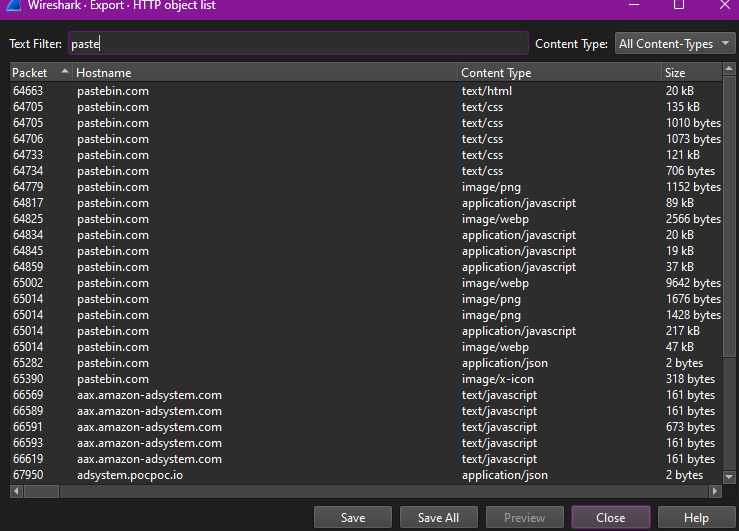 Wireshark · Export · HTTP object list
Text Filter: paste Content Type: All Content-Types
Packet Hostname Content Type Size
64663 pastebin.com text/html 20 kB
64705 pastebin.com text/css 135 kB
64705 pastebin.com text/css 1010 bytes
64706 pastebin.com text/css 1073 bytes
64733 pastebin.com text/css 121 kB
64734 pastebin.com text/css 706 bytes
64779 pastebin.com image/png 1152 bytes
64817 pastebin.com application/javascript 89 kB
64825 pastebin.com image/webp 2566 bytes
64834 pastebin.com application/javascript 20 kB
64845 pastebin.com application/javascript 19 kB
64859 pastebin.com application/javascript 37 kB
65002 pastebin.com image/webp 9642 bytes
65014 pastebin.com image/png 1676 bytes
65014 pastebin.com image/png 1428 bytes
65014 pastebin.com application/javascript 217 kB
65014 pastebin.com image/webp 47 kB
65282 pastebin.com application/json 2 bytes
65390 pastebin.com image/x-icon 318 bytes
66569 aax.amazon-adsystem.com text/javascript 161 bytes
66589 aax.amazon-adsystem.com text/javascript 161 bytes
66591 aax.amazon-adsystem.com text/javascript 673 bytes
66593 aax.amazon-adsystem.com text/javascript 161 bytes
66619 aax.amazon-adsystem.com text/javascript 161 bytes
67950 adsystem.pocpoc.io application/json 2 bytes
Save Save All Preview Close Help